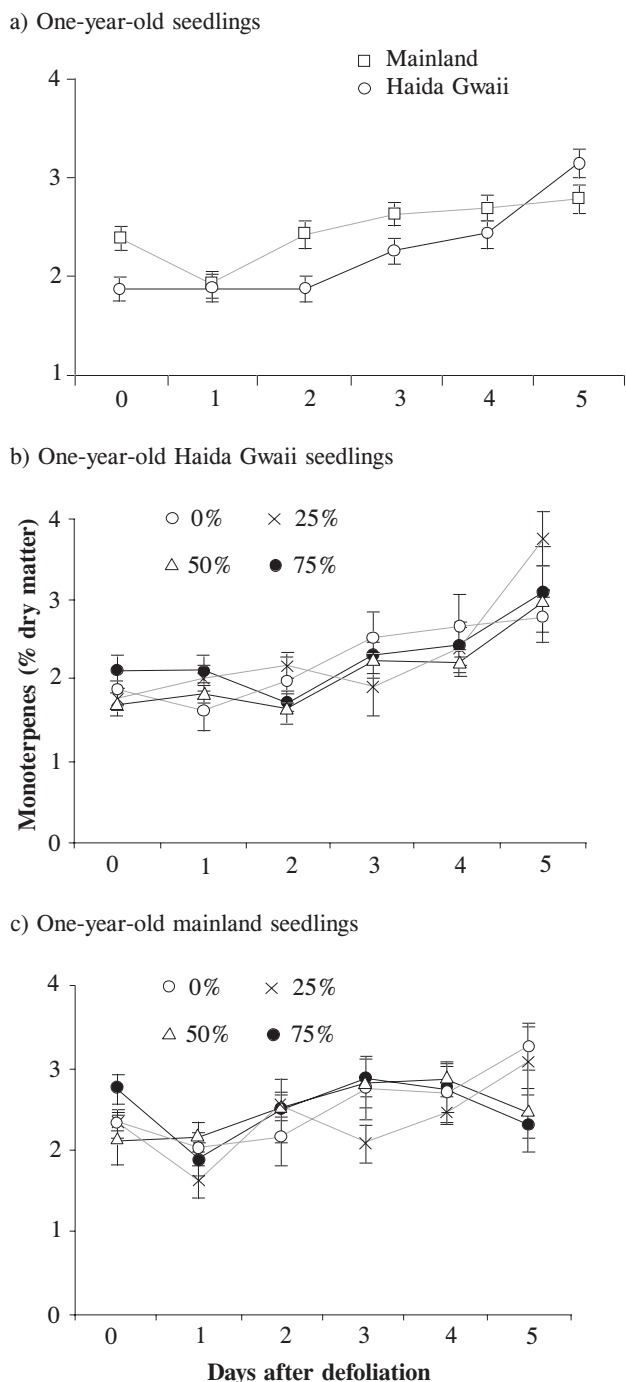 a) One-year-old seedlings
Mainland
Haida Gwaii
4
3
2
1
0 1 2 3 4 5
b) One-year-old Haida Gwaii seedlings
Monoterpenes (% dry matter)
0% 25%
50% 75%
4
3
2
1
0
0 1 2 3 4 5
c) One-year-old mainland seedlings
0% 25%
50% 75%
4
3
2
1
0
0 1 2 3 4 5
Days after defoliation